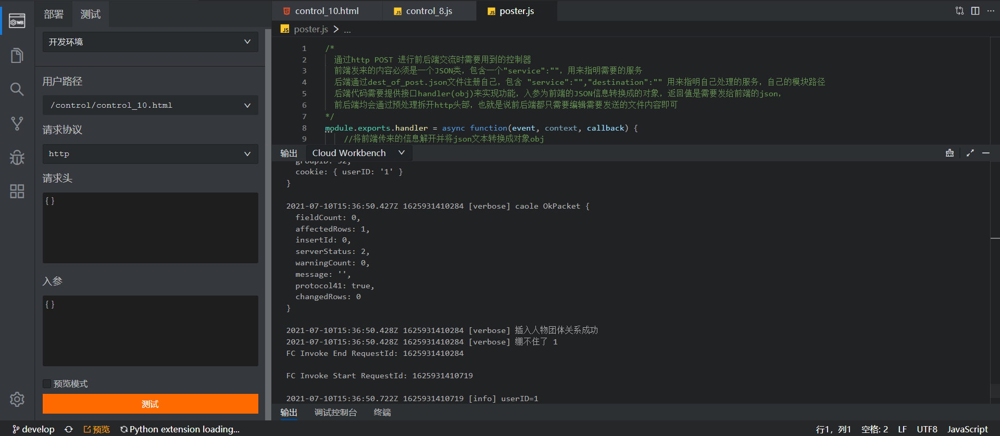 部署 测试
开发环境
用户路径
/control/control_10.html
请求协议
http
请求头
{}
入参
{}
预览模式
测试
control_10.html control_8.js poster.js
poster.js > ...
1 /*
2 通过http POST 进行前后端交流时需要用到的控制器
3 前端发来的内容必须是一个JSON类，包含一个"service":""，用来指明需要的服务
4 后端通过dest_of_post.json文件注册自己，包含 "service":"","destination":"" 用来指明自己处理的服务，自己的模块路径
5 后端代码需要提供接口handler(obj)来实现功能，入参为前端的JSON信息转换成的对象，返回值是需要发给前端的json，
6 前后端均会通过预处理拆开http头部，也就是说前后端都只需要编辑需要发送的文件内容即可
7 */
8 module.exports.handler = async function(event, context, callback) {
9 //将前端传来的信息解开并将json文本转换成对象obj
输出 Cloud Workbench
groupID: 52,
cookie: { userID: '1' }
}
2021-07-10T15:36:50.427Z 1625931410284 [verbose] caole OkPacket {
fieldCount: 0,
affectedRows: 1,
insertId: 0,
serverStatus: 2,
warningCount: 0,
message: '',
protocol41: true,
changedRows: 0
}
2021-07-10T15:36:50.428Z 1625931410284 [verbose] 插入人物团体关系成功
2021-07-10T15:36:50.428Z 1625931410284 [verbose] 绷不住了 1
FC Invoke End RequestId: 1625931410284
FC Invoke Start RequestId: 1625931410719
2021-07-10T15:36:50.722Z 1625931410719 [info] userID=1
输出 调试控制台 终端
develop 预览 Python extension loading... 行1，列1 空格: 2 LF UTF8 JavaScript